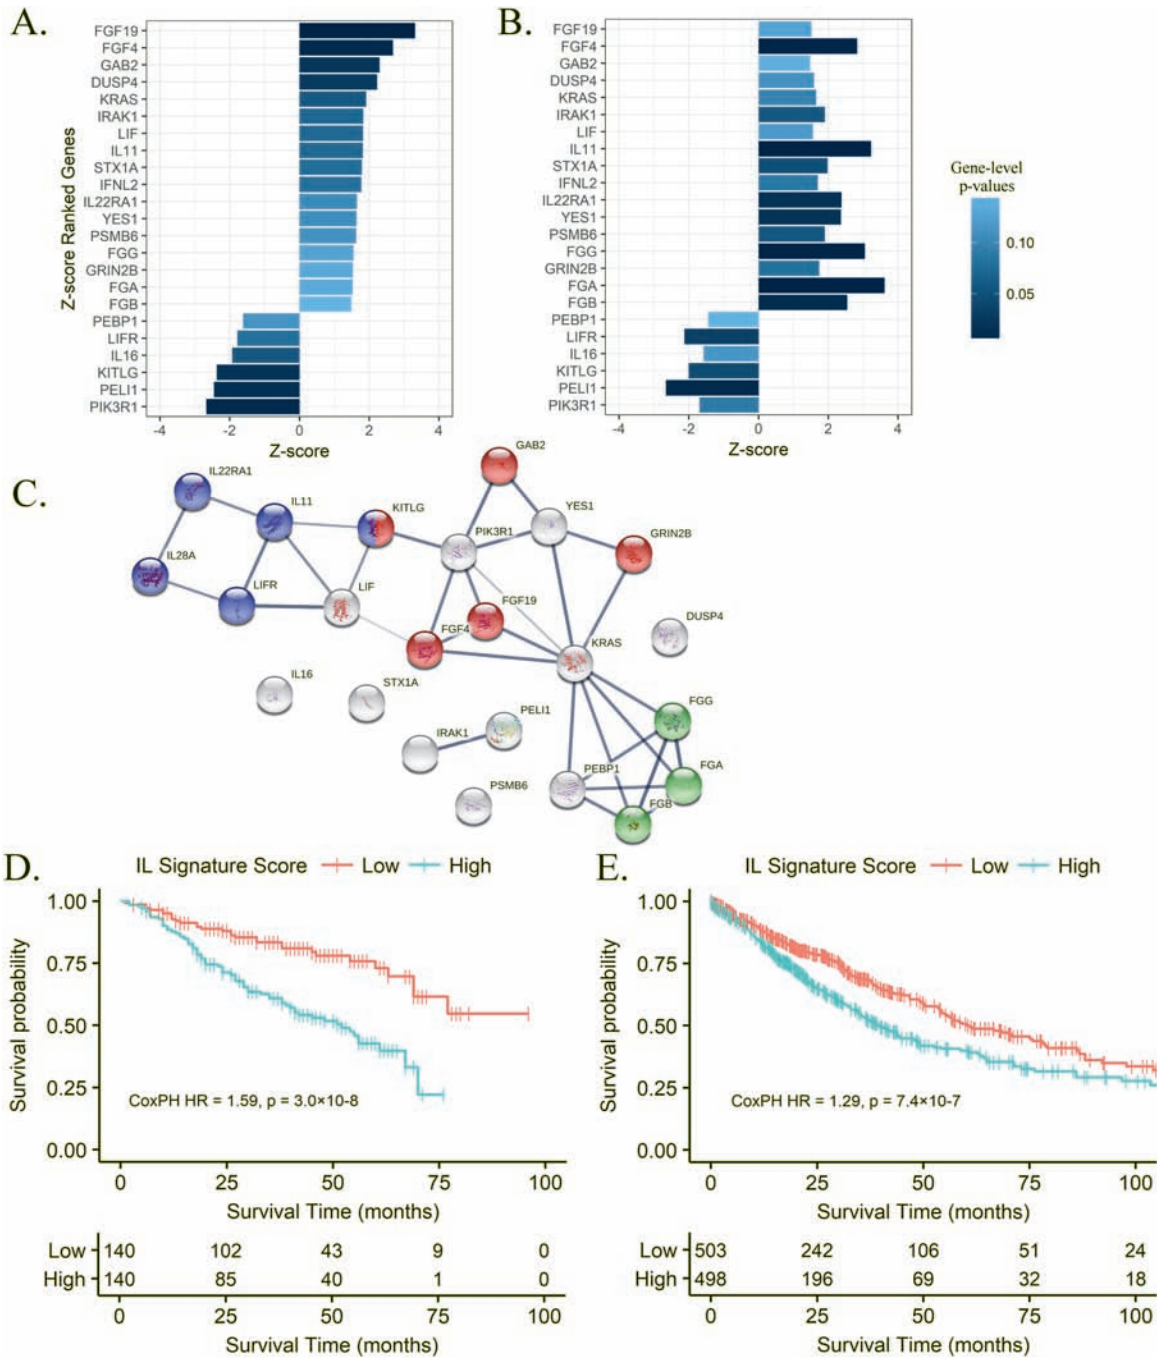 A.
FGF19
FGF4
GAB2
DUSP4
KRAS
IRAK1
LIF
IL11
STX1A
IFNL2
IL22RA1
YES1
PSMB6
FGG
GRIN2B
FGA
FGB
PEBP1
LIFR
IL16
KITLG
PELI1
PIK3R1
Z-score Ranked Genes
-4 -2 0 2 4
Z-score
B.
FGF19
FGF4
GAB2
DUSP4
KRAS
IRAK1
LIF
IL11
STX1A
IFNL2
IL22RA1
YES1
PSMB6
FGG
GRIN2B
FGA
FGB
PEBP1
LIFR
IL16
KITLG
PELI1
PIK3R1
-4 -2 0 2 4
Z-score
Gene-level
p-values
0.10
0.05
C.
GAB2
IL22RA1
IL11
KITLG
YES1
PIK3R1
GRIN2B
IL28A
LIFR
LIF
FGF19
FGF4
DUSP4
KRAS
IL16
STX1A
FGG
PELI1
IRAK1
FGA
PEBP1
PSMB6
FGB
D.
IL Signature Score Low High
Survival probability
1.00
0.75
0.50
0.25
0.00
CoxPH HR = 1.59, p = 3.0×10-8
0 25 50 75 100
Survival Time (months)
Low 140 102 43 9 0
High 140 85 40 1 0
0 25 50 75 100
Survival Time (months)
E.
IL Signature Score Low High
Survival probability
1.00
0.75
0.50
0.25
0.00
CoxPH HR = 1.29, p = 7.4×10-7
0 25 50 75 100
Survival Time (months)
Low 503 242 106 51 24
High 498 196 69 32 18
0 25 50 75 100
Survival Time (months)